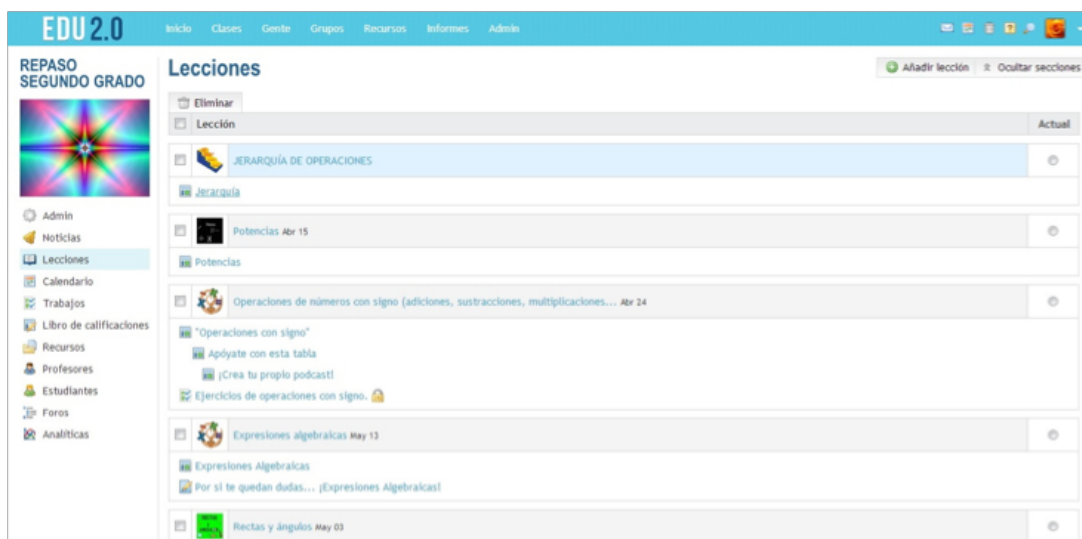 EDU 2.0
Inicio Clases Gente Grupos Recursos Informes Admin
REPASO
SEGUNDO GRADO
Admin
Noticias
Lecciones
Calendario
Trabajos
Libro de calificaciones
Recursos
Profesores
Estudiantes
Foros
Analíticas
Lecciones
Añadir lección Ocultar secciones
Eliminar
Lección Actual
JERARQUÍA DE OPERACIONES
Jerarquía
Potencias Abr 15
Potencias
Operaciones de números con signo (adiciones, sustracciones, multiplicaciones... Abr 24
"Operaciones con signo"
Apóyate con esta tabla
¡Crea tu propio podcast!
Ejercicios de operaciones con signo.
Expresiones algebraicas May 13
Expresiones Algebraicas
Por si te quedan dudas... ¡Expresiones Algebraicas!
Rectas y ángulos May 03